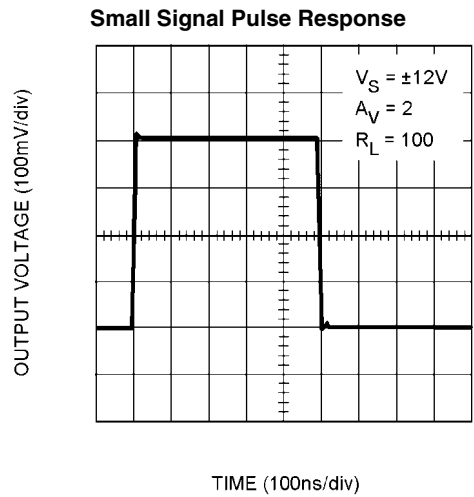 Small Signal Pulse Response
V_S = ±12V
A_V = 2
R_L = 100
OUTPUT VOLTAGE (100mV/div)
TIME (100ns/div)